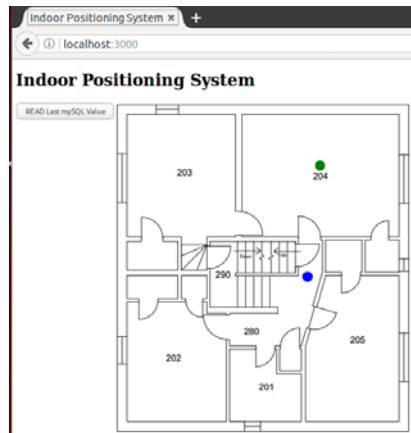 Indoor Positioning System
localhost:3000
Indoor Positioning System
READ Last mySQL Value
203
204
290
280
205
202
201